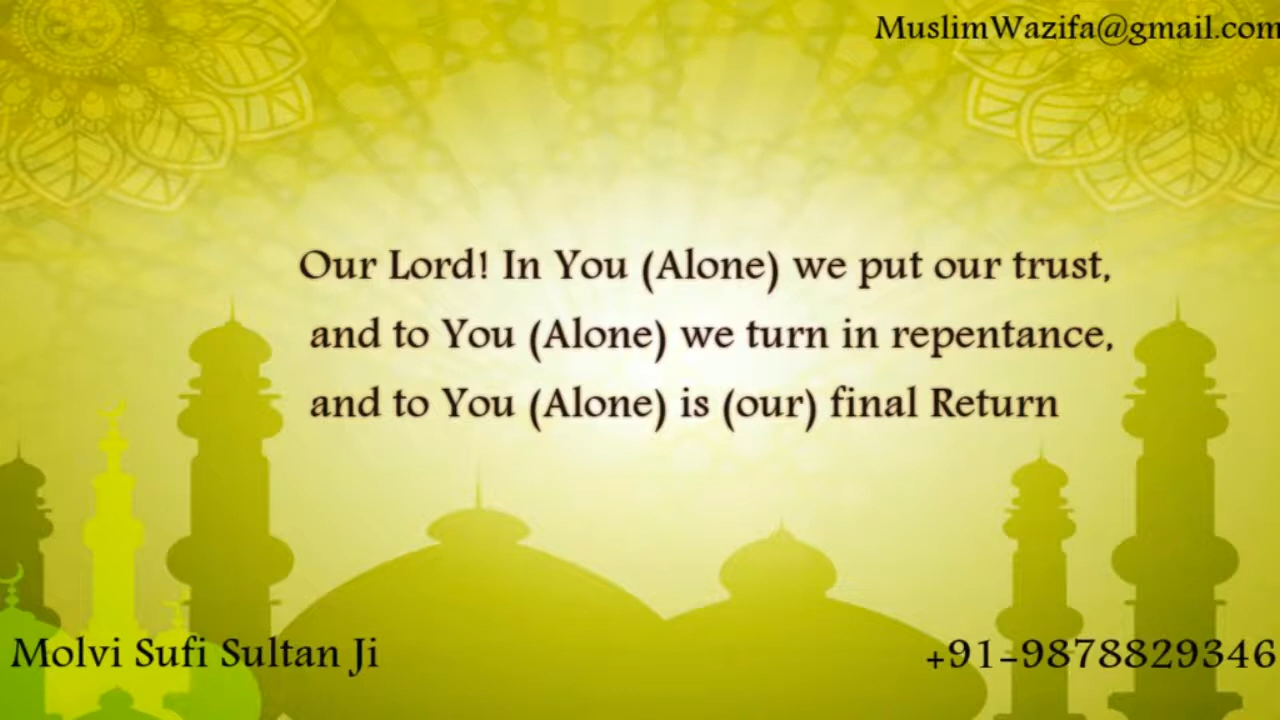 MuslimWazifa@gmail.com
Our Lord! In You (Alone) we put our trust,
and to You (Alone) we turn in repentance,
and to You (Alone) is (our) final Return
Molvi Sufi Sultan Ji
+91-9878829346